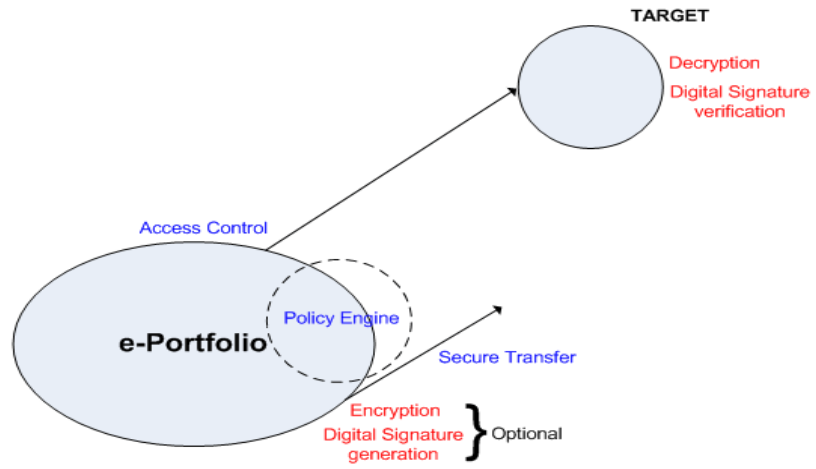 TARGET
Decryption
Digital Signature
verification
Access Control
Policy Engine
e-Portfolio
Secure Transfer
Encryption
Digital Signature
generation
Optional